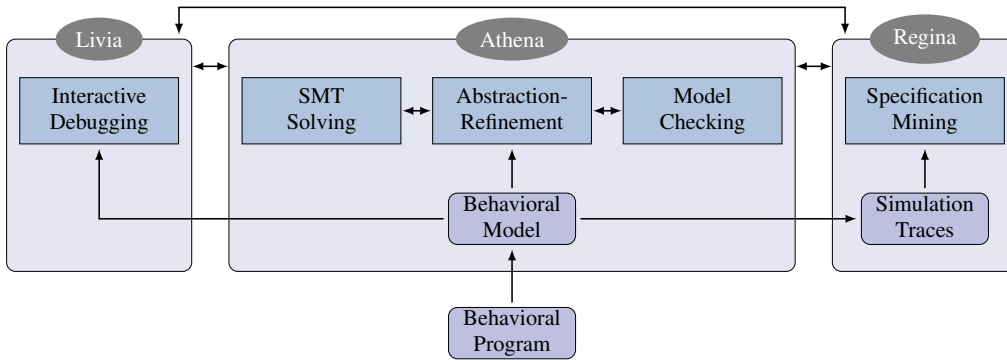 Livia
Athena
Regina
Interactive
Debugging
SMT
Solving
Abstraction-
Refinement
Model
Checking
Specification
Mining
Behavioral
Model
Simulation
Traces
Behavioral
Program